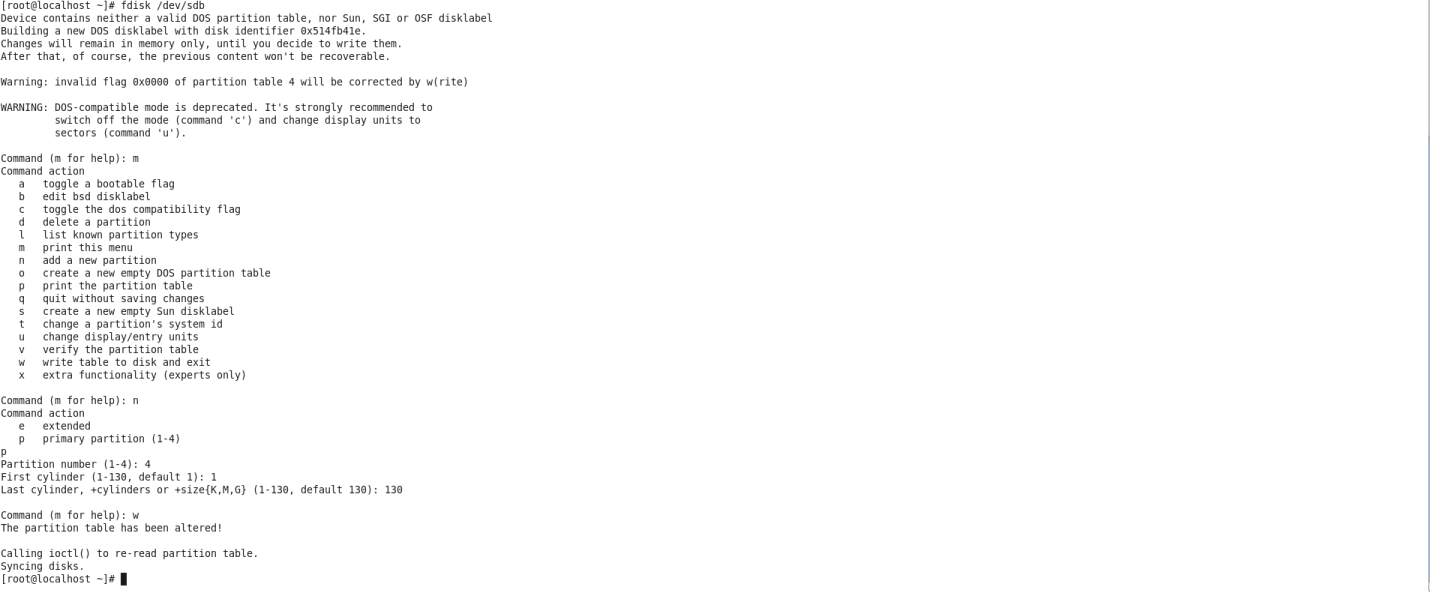 [root@localhost ~]# fdisk /dev/sdb
Device contains neither a valid DOS partition table, nor Sun, SGI or OSF disklabel
Building a new DOS disklabel with disk identifier 0x514fb41e.
Changes will remain in memory only, until you decide to write them.
After that, of course, the previous content won't be recoverable.

Warning: invalid flag 0x0000 of partition table 4 will be corrected by w(rite)

WARNING: DOS-compatible mode is deprecated. It's strongly recommended to
         switch off the mode (command 'c') and change display units to
         sectors (command 'u').

Command (m for help): m
Command action
   a   toggle a bootable flag
   b   edit bsd disklabel
   c   toggle the dos compatibility flag
   d   delete a partition
   l   list known partition types
   m   print this menu
   n   add a new partition
   o   create a new empty DOS partition table
   p   print the partition table
   q   quit without saving changes
   s   create a new empty Sun disklabel
   t   change a partition's system id
   u   change display/entry units
   v   verify the partition table
   w   write table to disk and exit
   x   extra functionality (experts only)

Command (m for help): n
Command action
   e   extended
   p   primary partition (1-4)
p
Partition number (1-4): 4
First cylinder (1-130, default 1): 1
Last cylinder, +cylinders or +size{K,M,G} (1-130, default 130): 130

Command (m for help): w
The partition table has been altered!

Calling ioctl() to re-read partition table.
Syncing disks.
[root@localhost ~]#